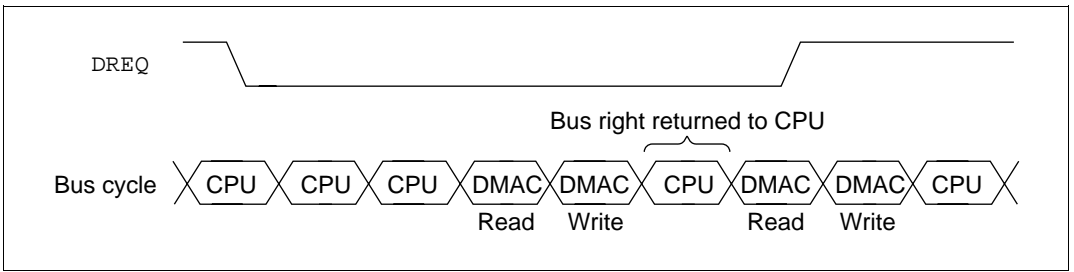 DREQ
Bus right returned to CPU
Bus cycle CPU CPU CPU DMAC DMAC CPU DMAC DMAC CPU
Read Write Read Write